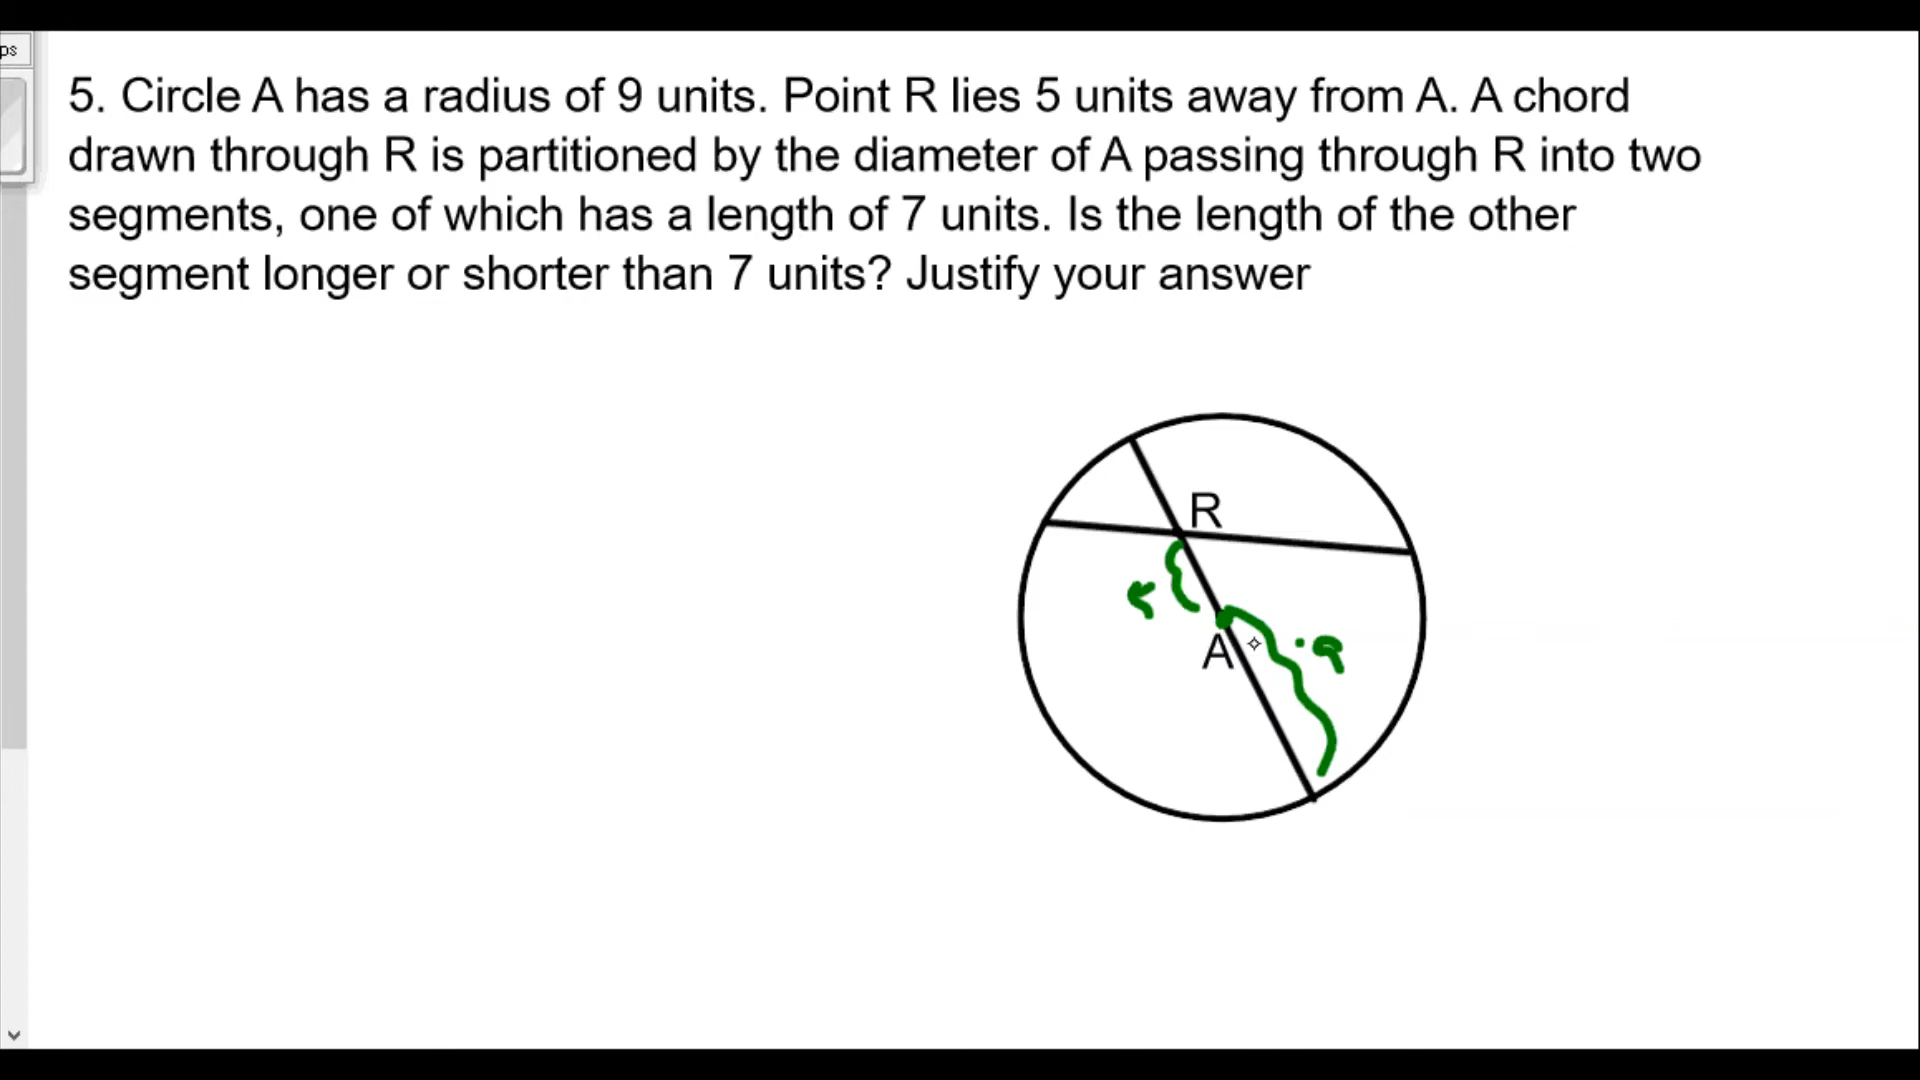 ps
5. Circle A has a radius of 9 units. Point R lies 5 units away from A. A chord
drawn through R is partitioned by the diameter of A passing through R into two
segments, one of which has a length of 7 units. Is the length of the other
segment longer or shorter than 7 units? Justify your answer
R
A
9